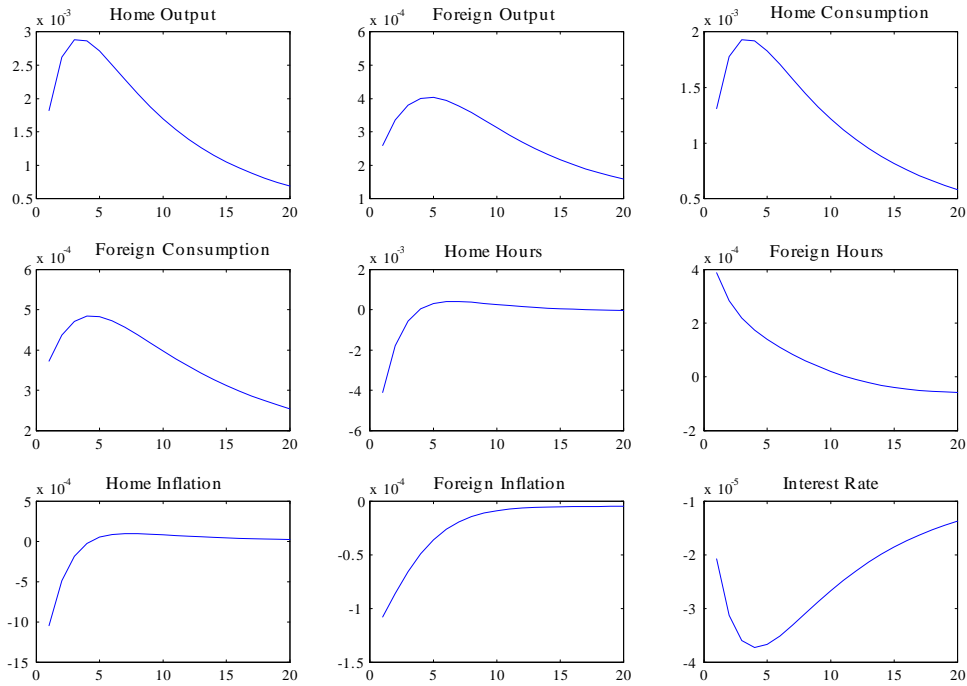 Home Output
x 10⁻³
3
2.5
2
1.5
1
0.5
0 5 10 15 20
Foreign Output
x 10⁻⁴
6
5
4
3
2
1
0 5 10 15 20
Home Consumption
x 10⁻³
2
1.5
1
0.5
0 5 10 15 20
Foreign Consumption
x 10⁻⁴
6
5
4
3
2
0 5 10 15 20
Home Hours
x 10⁻³
2
0
-2
-4
-6
0 5 10 15 20
Foreign Hours
x 10⁻⁴
4
2
0
-2
0 5 10 15 20
Home Inflation
x 10⁻⁴
5
0
-5
-10
-15
0 5 10 15 20
Foreign Inflation
x 10⁻⁴
0
-0.5
-1
-1.5
0 5 10 15 20
Interest Rate
x 10⁻⁵
-1
-2
-3
-4
0 5 10 15 20